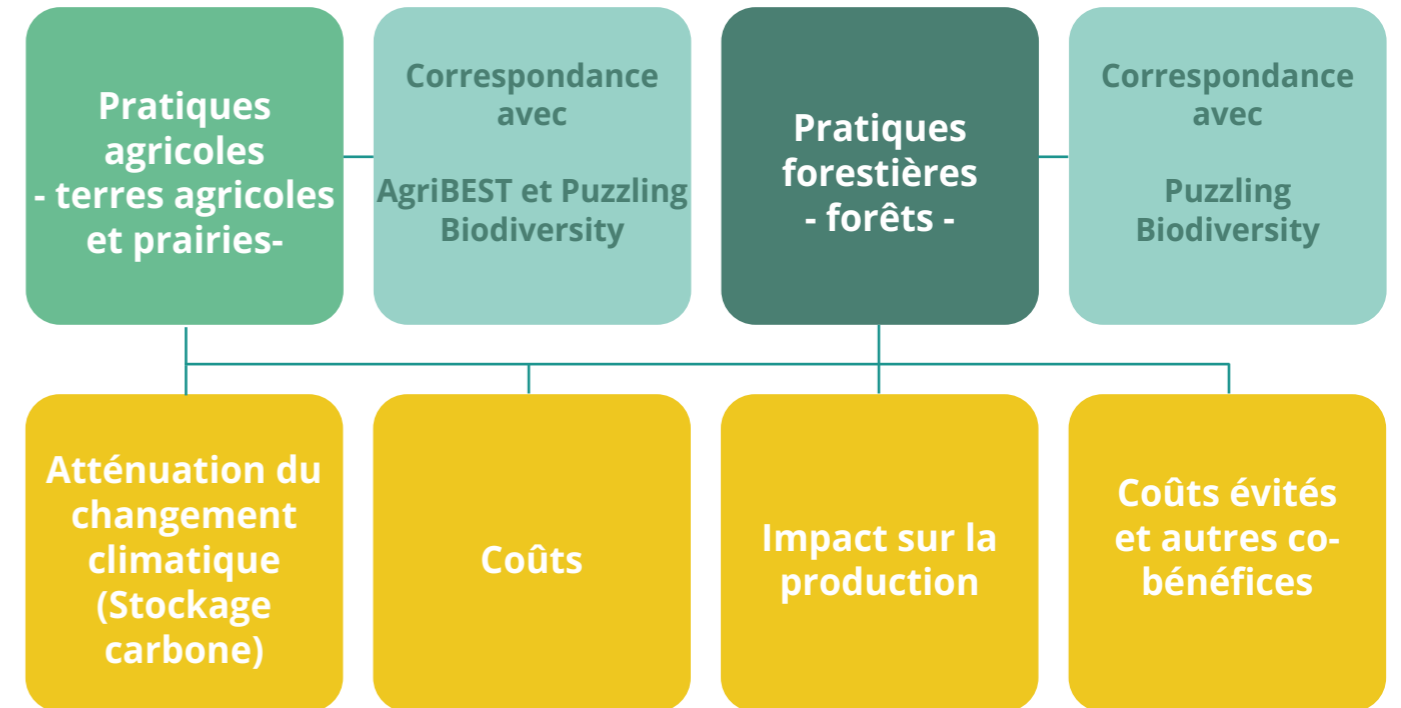 Pratiques
agricoles
- terres agricoles
et prairies-
Correspondance
avec
AgriBEST et Puzzling
Biodiversity
Pratiques
forestières
- forêts -
Correspondance
avec
Puzzling
Biodiversity
Atténuation du
changement
climatique
(Stockage
carbone)
Coûts
Impact sur la
production
Coûts évités
et autres co-
bénéfices